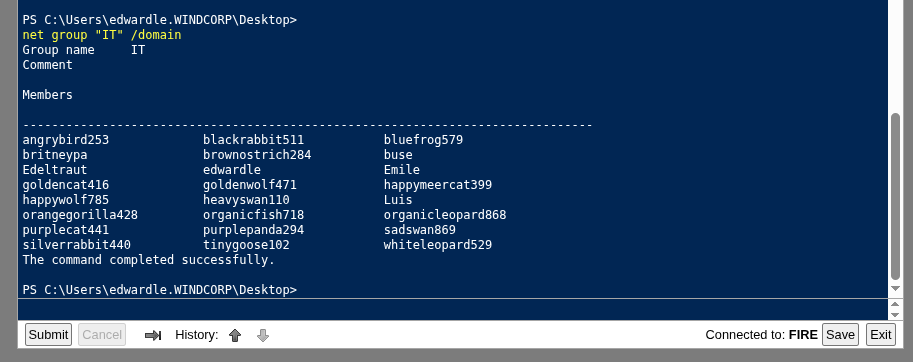 PS C:\Users\edwardle.WINDCORP\Desktop>
net group "IT" /domain
Group name     IT
Comment
Members
-------------------------------------------------------------------------------
angrybird253             blackrabbit511           bluefrog579
britneypa                brownostrich284          buse
Edeltraut                edwardle                 Emile
goldencat416             goldenwolf471            happymeercat399
happywolf785             heavyswan110             Luis
orangegorilla428         organicfish718           organicleopard868
purplecat441             purplepanda294           sadswan869
silverrabbit440          tinygoose102             whiteleopard529
The command completed successfully.
PS C:\Users\edwardle.WINDCORP\Desktop>
Submit Cancel History: Connected to: FIRE Save Exit